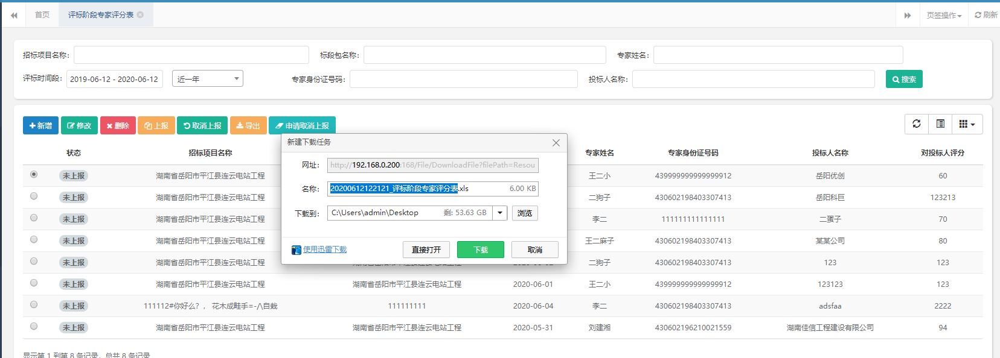 首页 评标阶段专家评分表 页签操作 刷新
招标项目名称： 标段包名称： 专家姓名：
评标时间段： 2019-06-12 - 2020-06-12 近一年 专家身份证号码： 投标人名称： 搜索
新增 修改 删除 上报 取消上报 导出 申请取消上报
新建下载任务
网址： http://192.168.0.200:168/File/DownloadFile?filePath=Resou
名称： 20200612122121_评标阶段专家评分表.xls 6.00 KB
下载到： C:\Users\admin\Desktop 剩: 53.63 GB 浏览
使用迅雷下载 直接打开 下载 取消
状态 招标项目名称 专家姓名 专家身份证号码 投标人名称 对投标人评分
未上报 湖南省岳阳市平江县连云电站工程 王二小 439999999999999912 岳阳优创 60
未上报 湖南省岳阳市平江县连云电站工程 二狗子 430602198403307413 岳阳科巨 123213
未上报 湖南省岳阳市平江县连云电站工程 李二 111111111111111 二蛋子 70
未上报 湖南省岳阳市平江县连云电站工程 王二麻子 430602198403307413 某某公司 80
未上报 湖南省岳阳市平江县连云电站工程 二狗子 430602198403307413 123 123
未上报 湖南省岳阳市平江县连云电站工程 湖南省岳阳市平江县连云电站工程 2020-06-01 王二小 439999999999999912 123123 123
未上报 111112#你好么？，花木成畦手=-八自栽 111111111 2020-06-04 李二 430602198403307413 adsfaa 2222
未上报 湖南省岳阳市平江县连云电站工程 湖南省岳阳市平江县连云电站工程 2020-05-31 刘建湘 430602196210021559 湖南佳信工程建设有限公司 94
显示第 1 到第 8 条记录，总共 8 条记录